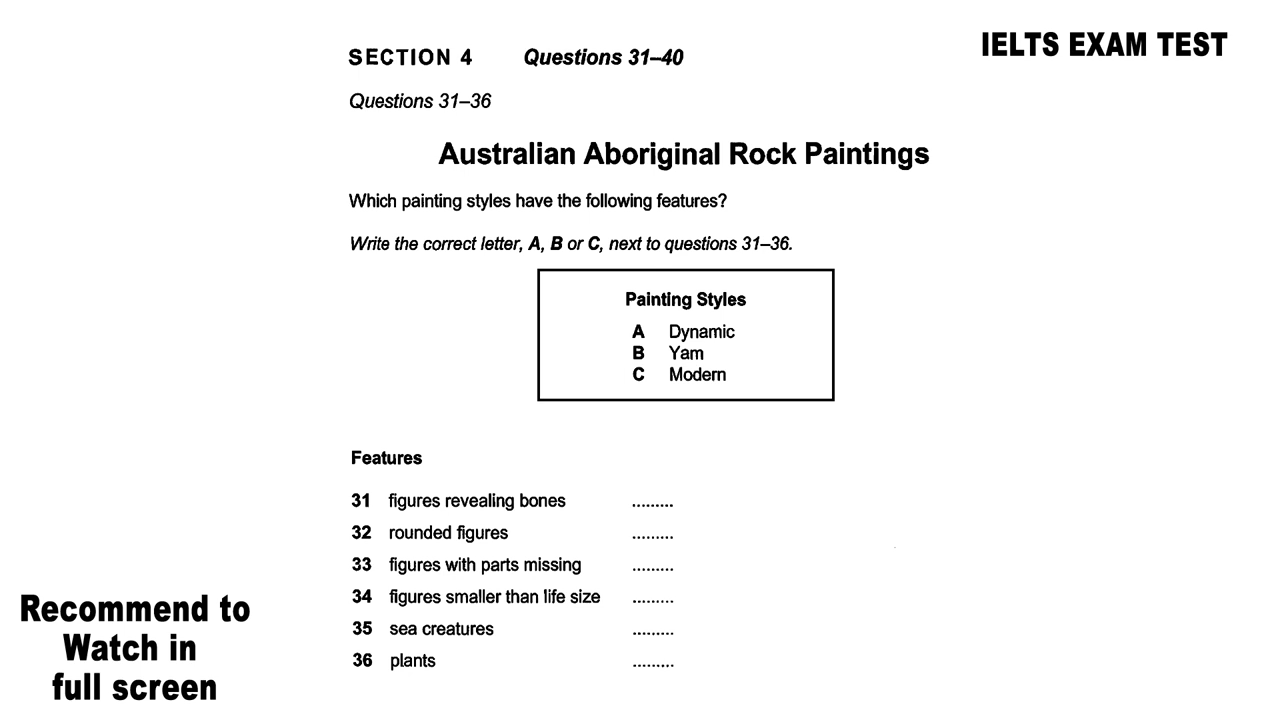 IELTS EXAM TEST
SECTION 4 Questions 31–40
Questions 31–36
Australian Aboriginal Rock Paintings
Which painting styles have the following features?
Write the correct letter, A, B or C, next to questions 31–36.
Painting Styles
A Dynamic
B Yam
C Modern
Features
31 figures revealing bones .........
32 rounded figures .........
33 figures with parts missing .........
34 figures smaller than life size .........
35 sea creatures .........
36 plants .........
Recommend to
Watch in
full screen